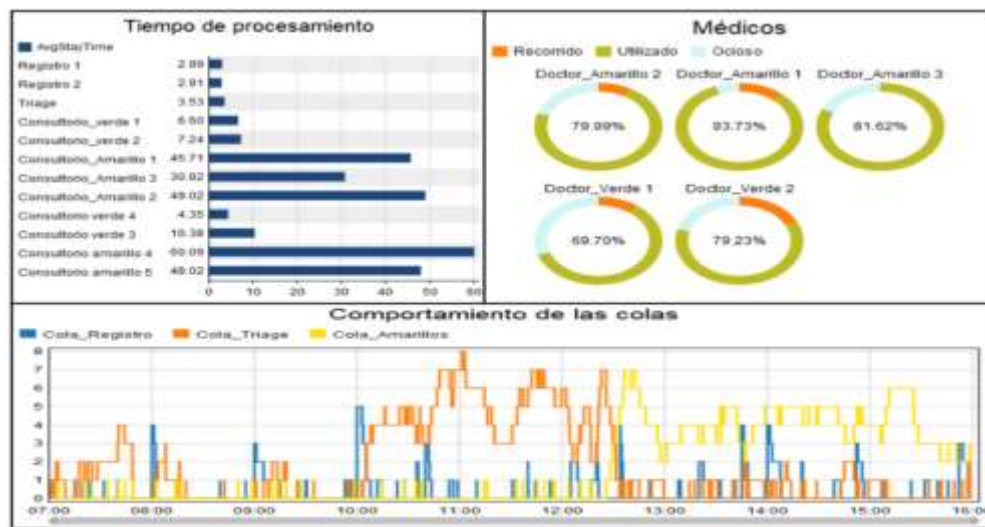 Tiempo de procesamiento
AvgStayTime
Registro 1 2.89
Registro 2 2.91
Triage 3.53
Consultorio_verde 1 6.50
Consultorio_verde 2 7.24
Consultorio_Amarillo 1 45.71
Consultorio_Amarillo 3 30.82
Consultorio_Amarillo 2 49.02
Consultorio verde 4 4.35
Consultorio verde 3 10.38
Consultorio amarillo 4 60.09
Consultorio amarillo 5 48.02
0 10 20 30 40 50 60
Médicos
Recorrido Utilizado Ocioso
Doctor_Amarillo 2 Doctor_Amarillo 1 Doctor_Amarillo 3
79.99% 93.73% 81.62%
Doctor_Verde 1 Doctor_Verde 2
69.79% 79.23%
Comportamiento de las colas
Cola_Registro Cola_Triage Cola_Amarillos
8
7
6
5
4
3
2
1
0
07:00 08:00 09:00 10:00 11:00 12:00 13:00 14:00 15:00 16:00